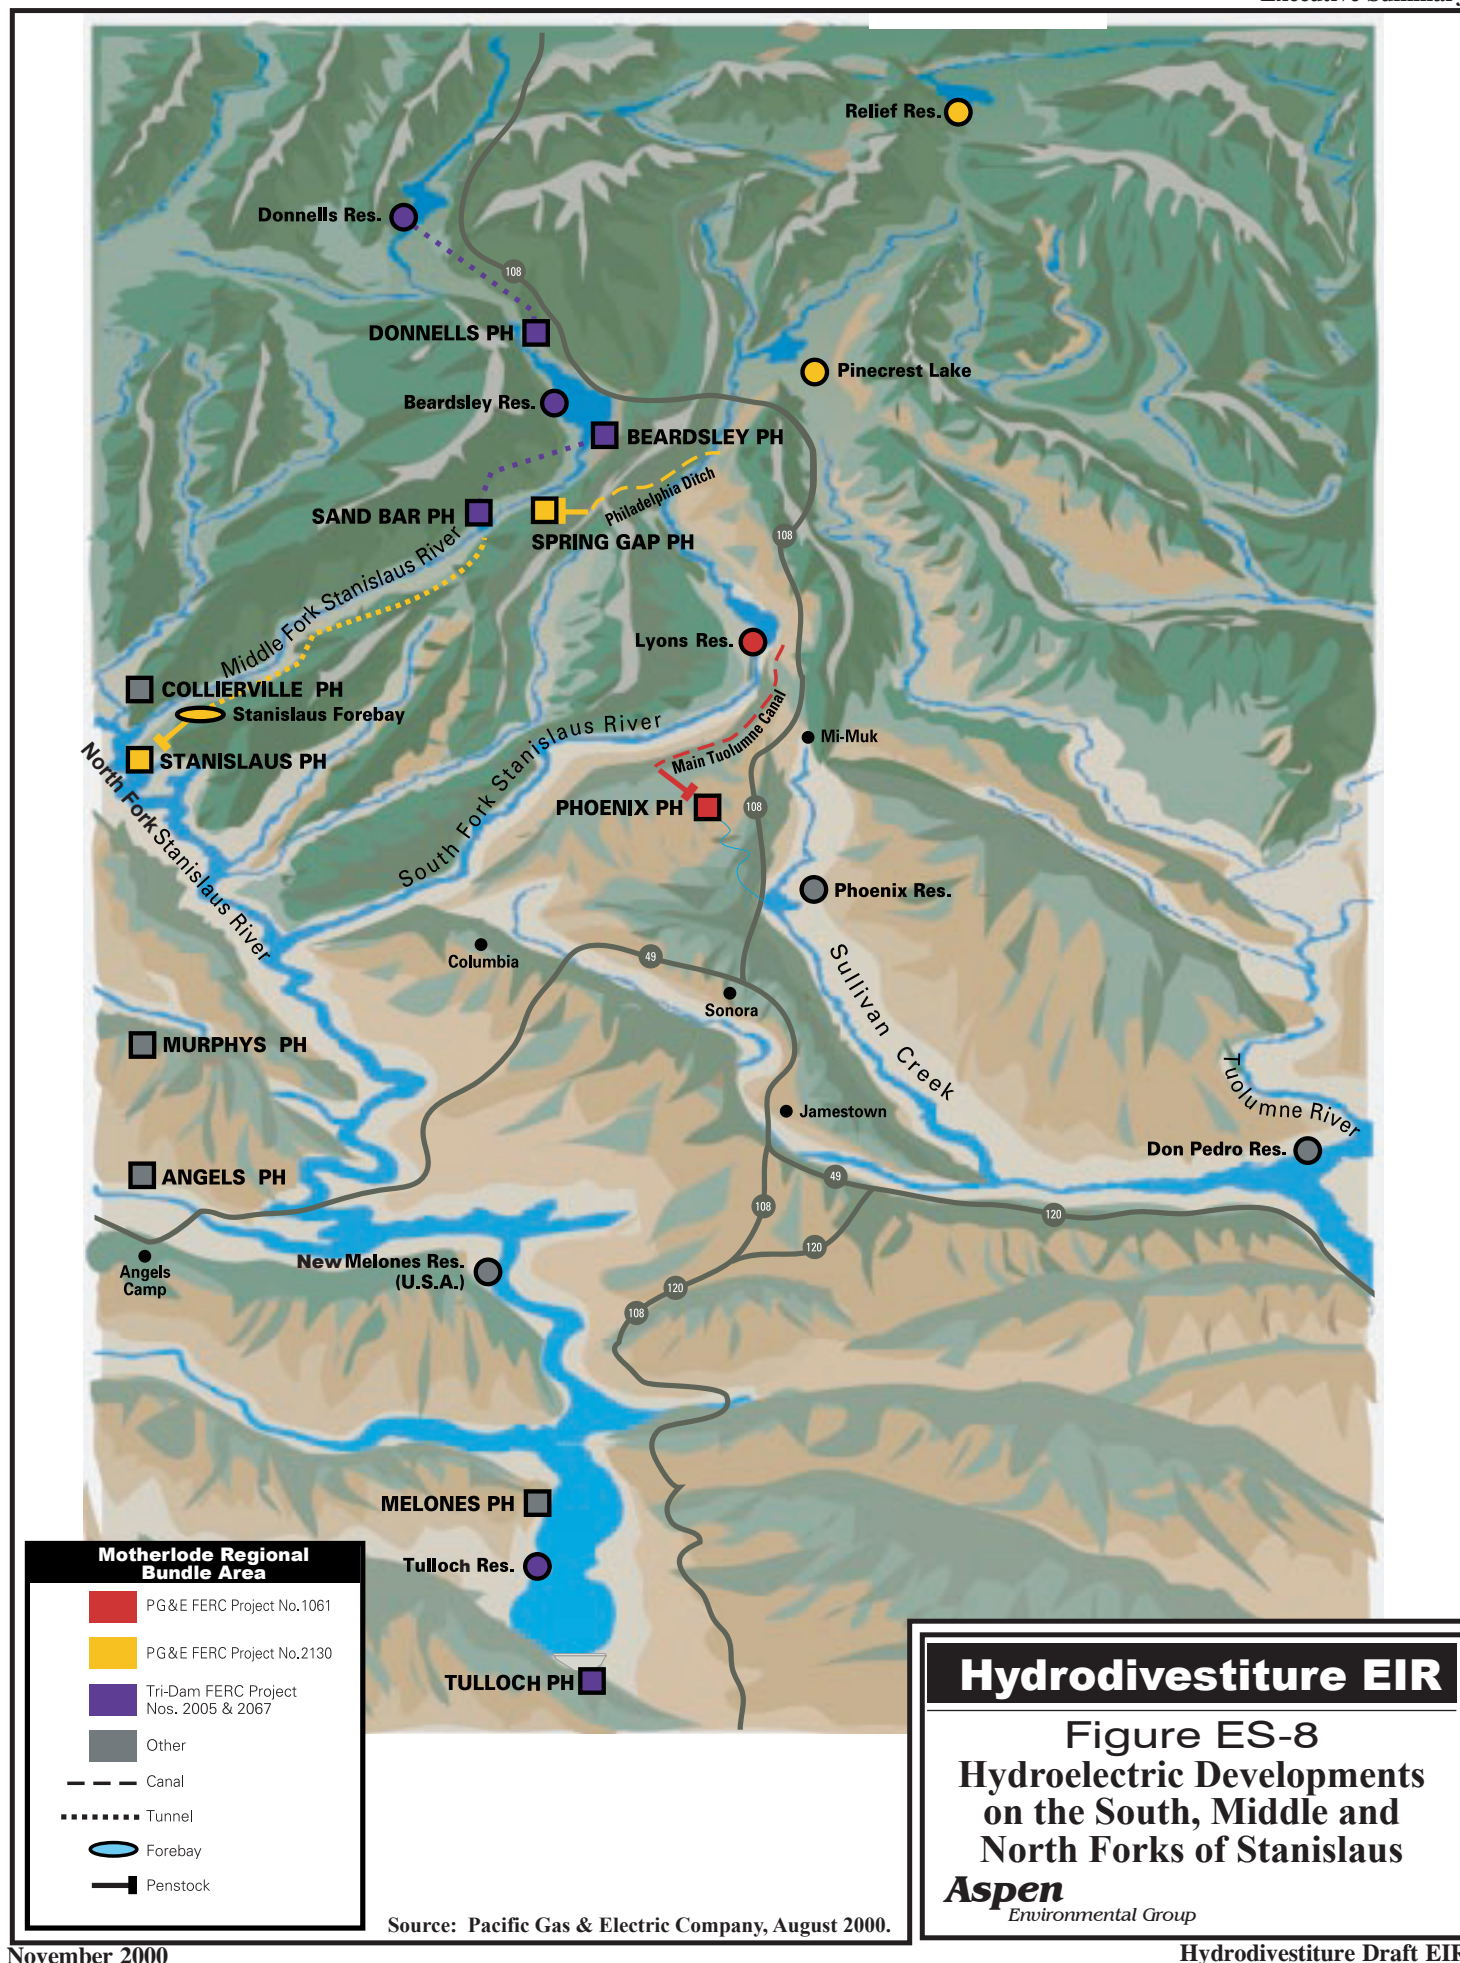 Executive Summary
Relief Res.
Donnells Res.
108
DONNELLS PH
Pinecrest Lake
Beardsley Res.
BEARDSLEY PH
Philadelphia Ditch
SAND BAR PH
SPRING GAP PH
108
Middle Fork Stanislaus River
Lyons Res.
COLLIERVILLE PH
Stanislaus Forebay
South Fork Stanislaus River
Main Tuolumne Canal
Mi-Muk
STANISLAUS PH
North Fork Stanislaus River
PHOENIX PH
108
Phoenix Res.
Columbia
49
Sullivan Creek
Sonora
MURPHYS PH
Tuolumne River
Jamestown
Don Pedro Res.
ANGELS PH
49
108
120
120
Angels
Camp
New Melones Res.
(U.S.A.)
120
108
MELONES PH
Tulloch Res.
TULLOCH PH
Motherlode Regional
Bundle Area
PG&E FERC Project No.1061
PG&E FERC Project No.2130
Tri-Dam FERC Project
Nos. 2005 & 2067
Other
Canal
Tunnel
Forebay
Penstock
Hydrodivestiture EIR
Figure ES-8
Hydroelectric Developments
on the South, Middle and
North Forks of Stanislaus
Aspen
Environmental Group
Source: Pacific Gas & Electric Company, August 2000.
November 2000
Hydrodivestiture Draft EIR